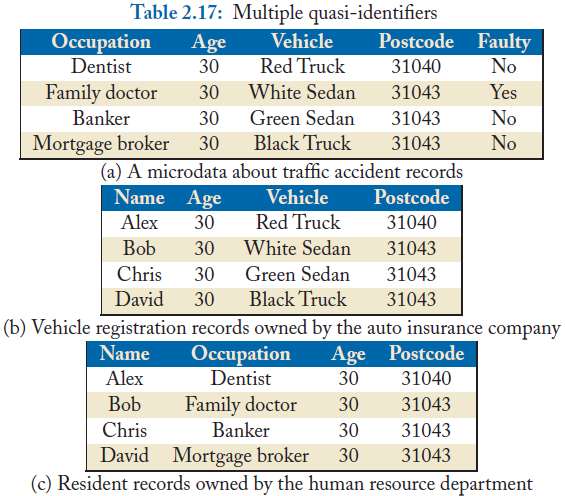 Table 2.17: Multiple quasi-identifiers
Occupation Age Vehicle Postcode Faulty
Dentist 30 Red Truck 31040 No
Family doctor 30 White Sedan 31043 Yes
Banker 30 Green Sedan 31043 No
Mortgage broker 30 Black Truck 31043 No
(a) A microdata about traffic accident records
Name Age Vehicle Postcode
Alex 30 Red Truck 31040
Bob 30 White Sedan 31043
Chris 30 Green Sedan 31043
David 30 Black Truck 31043
(b) Vehicle registration records owned by the auto insurance company
Name Occupation Age Postcode
Alex Dentist 30 31040
Bob Family doctor 30 31043
Chris Banker 30 31043
David Mortgage broker 30 31043
(c) Resident records owned by the human resource department